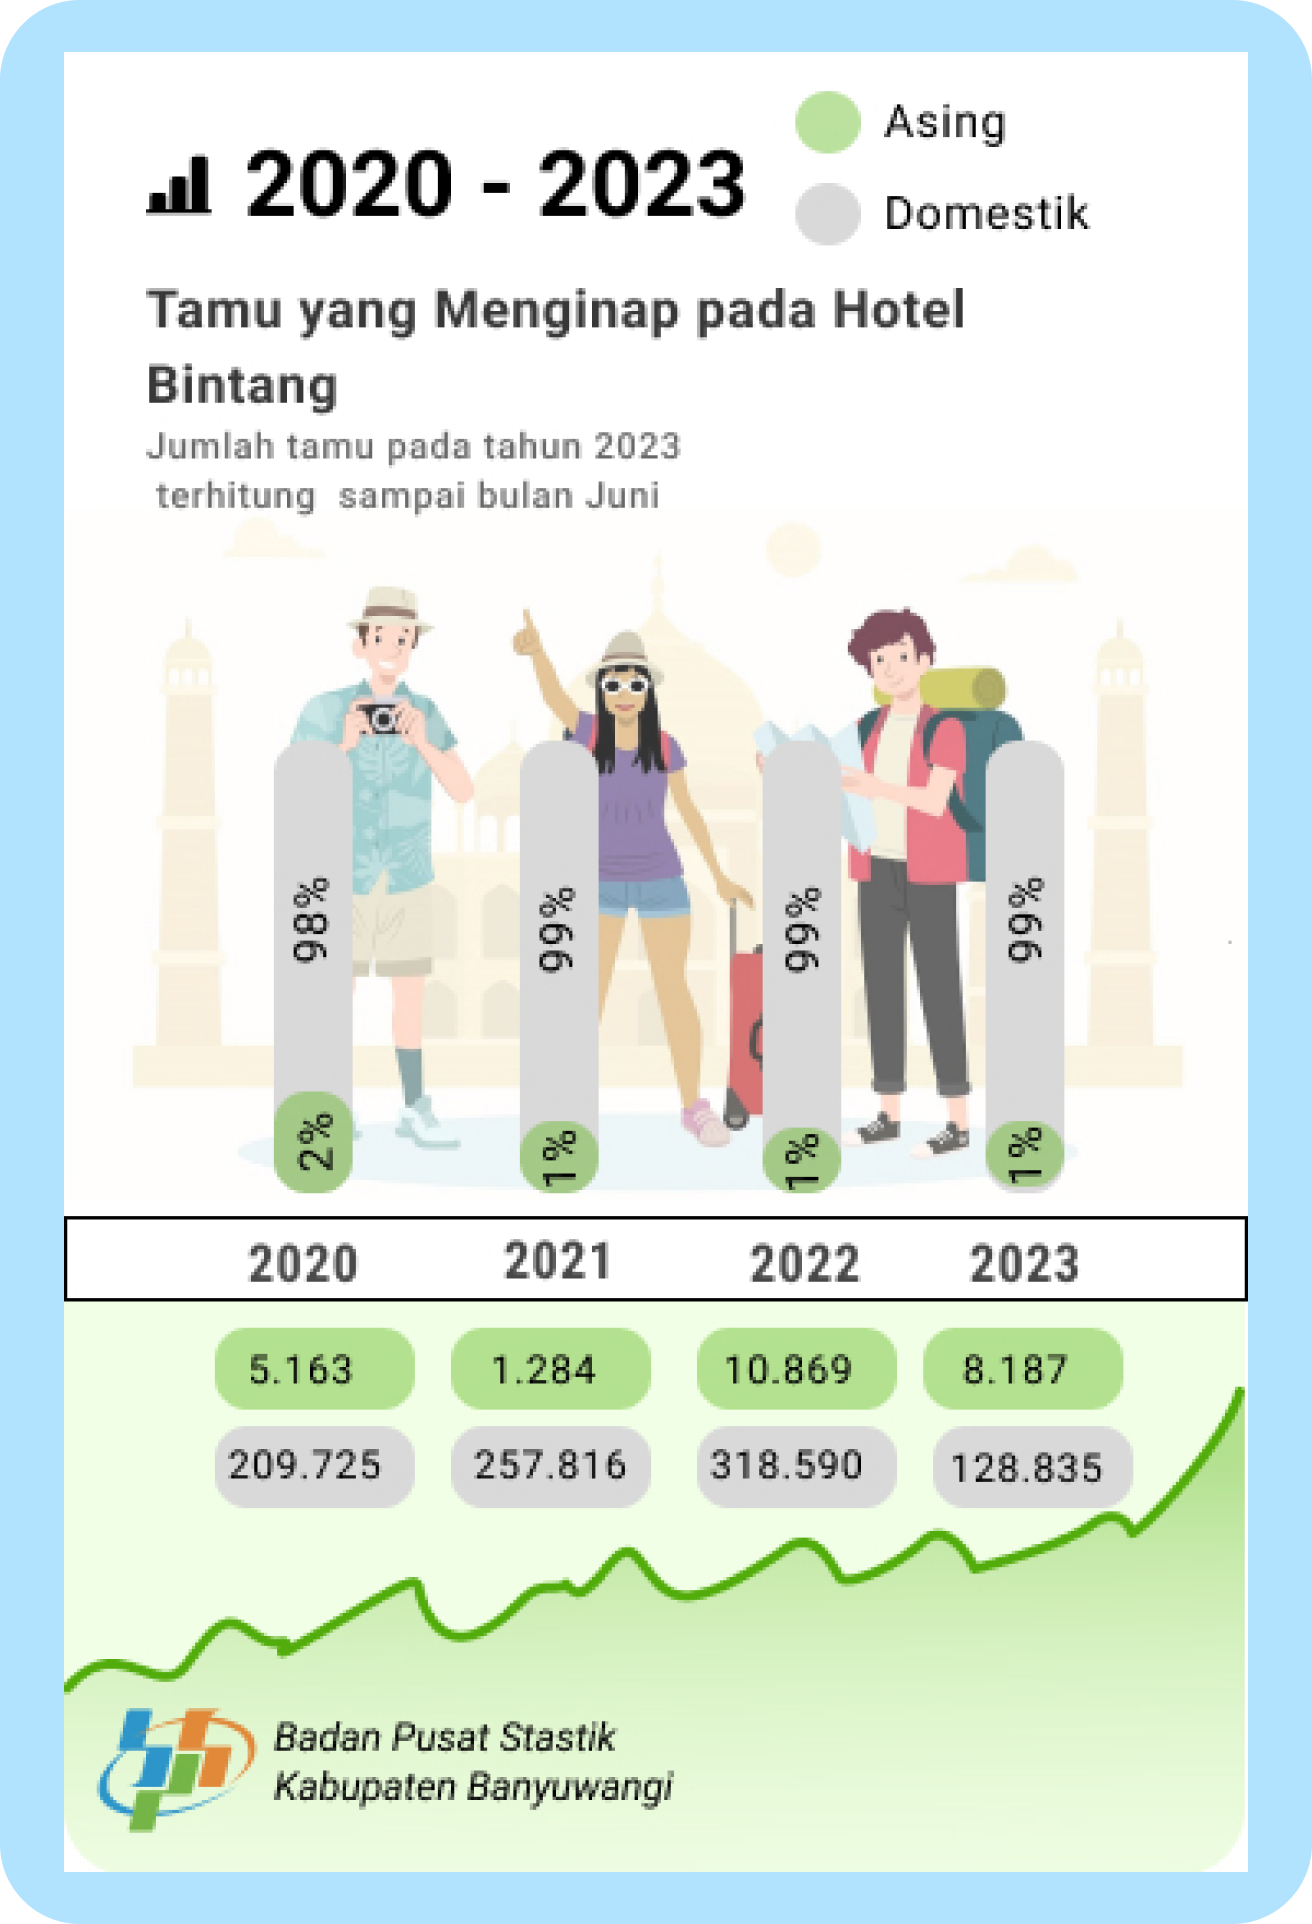 2020 - 2023
Asing
Domestik
Tamu yang Menginap pada Hotel
Bintang
Jumlah tamu pada tahun 2023
terhitung sampai bulan Juni
98% 99% 99% 99%
2% 1% 1% 1%
2020 2021 2022 2023
5.163 1.284 10.869 8.187
209.725 257.816 318.590 128.835
Badan Pusat Stastik
Kabupaten Banyuwangi